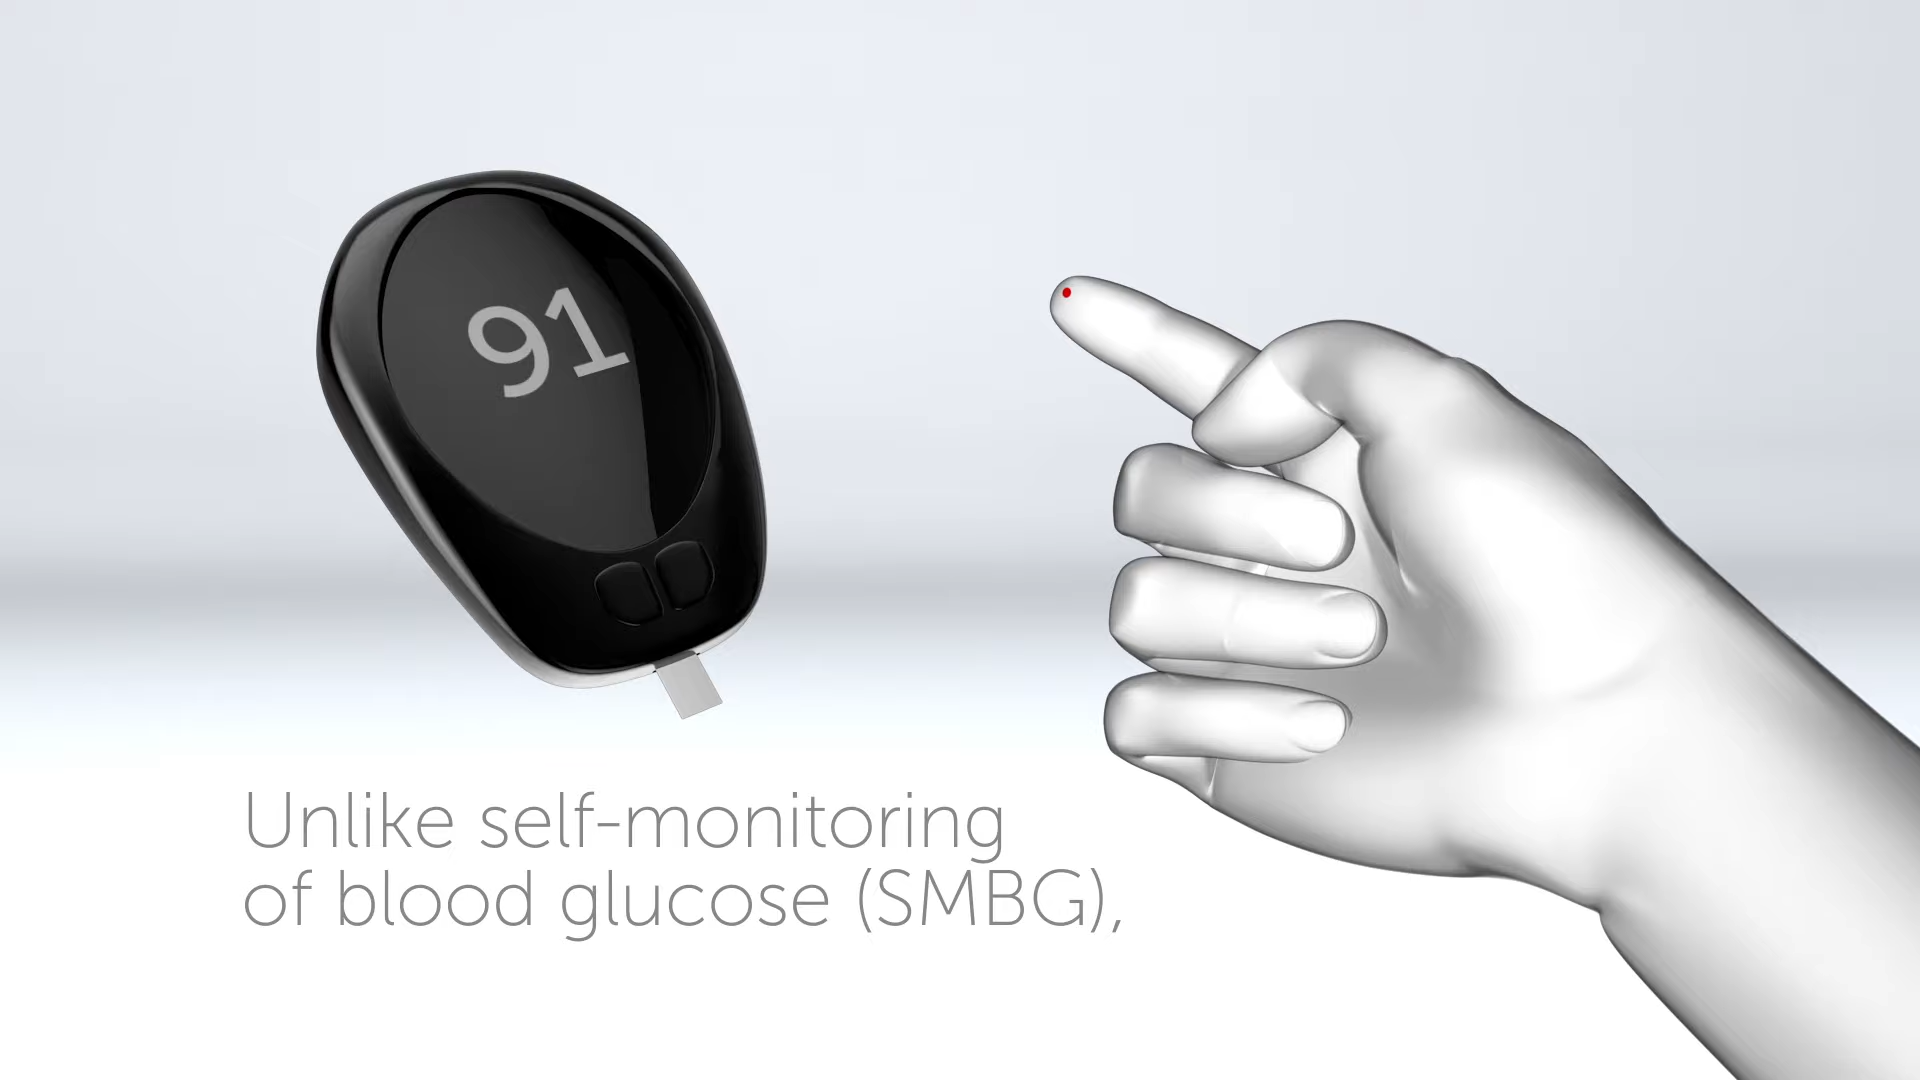 91
Unlike self-monitoring
of blood glucose (SMBG),